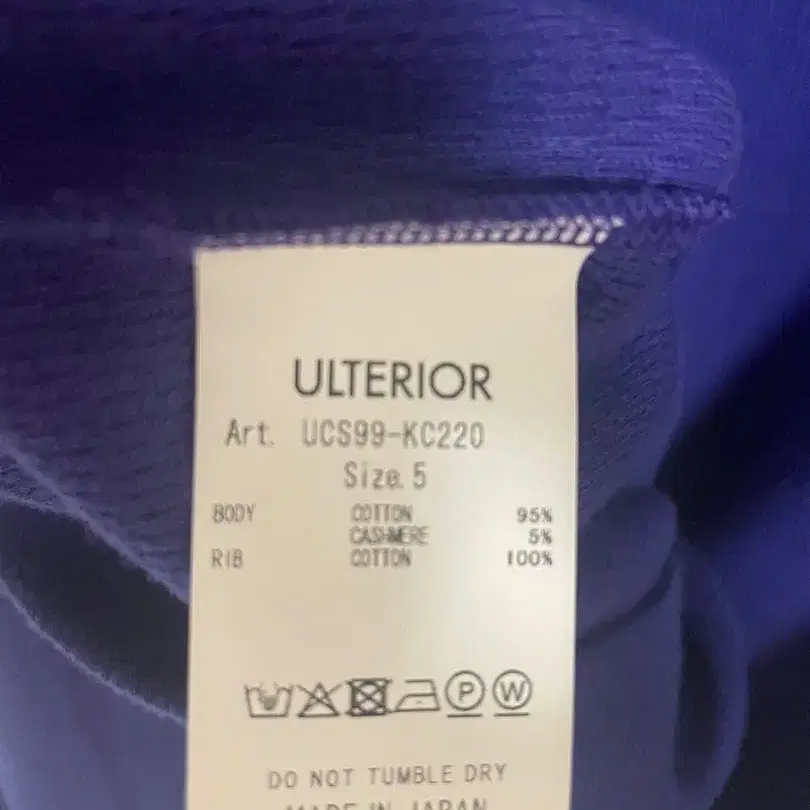 ULTERIOR
Art. UCS99-KC220
Size. 5
BODY COTTON 95%
CASHMERE 5%
RIB COTTON 100%
P W
DO NOT TUMBLE DRY
MADE IN JAPAN